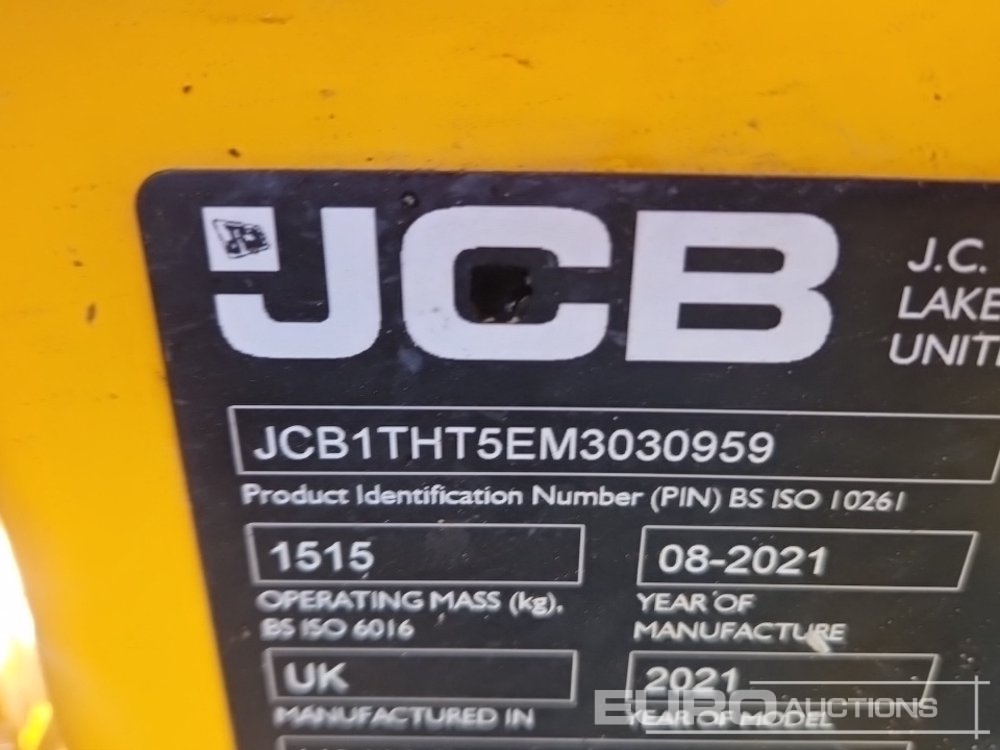 JCB
J.C.
LAKE
UNIT
JCB1THT5EM3030959
Product Identification Number (PIN) BS ISO 10261
1515
08-2021
OPERATING MASS (kg),
BS ISO 6016
YEAR OF
MANUFACTURE
UK
2021
MANUFACTURED IN
YEAR OF MODEL
EURO AUCTIONS